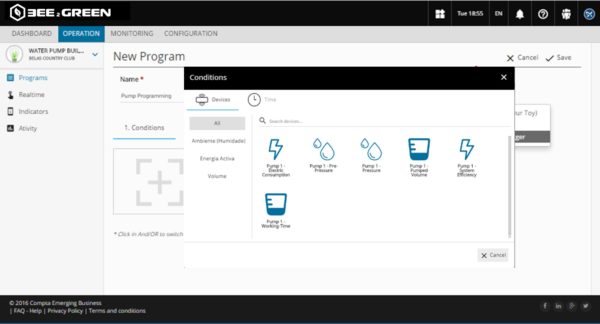 BEE2GREEN
Tue 18:55
EN
DASHBOARD
OPERATION
MONITORING
CONFIGURATION
WATER PUMP BUIL...
BELAS COUNTRY CLUB
Programs
Realtime
Indicators
Ativity
New Program
Cancel
Save
Name *
Pump Programming
1. Conditions
* Click in And/OR to switch
our Toy)
gger
Conditions
Devices
Time
All
Ambiente (Humidade)
Energia Activa
Volume
Search devices...
Pump 1 -
Electric
Consumption
Pump 1 - Pre-
Pressure
Pump 1 -
Pressure
Pump 1 -
Pumped
Volume
Pump 1 -
System
Efficiency
Pump 1 -
Working Time
Cancel
© 2016 Compta Emerging Business
| FAQ - Help | Privacy Policy | Terms and conditions